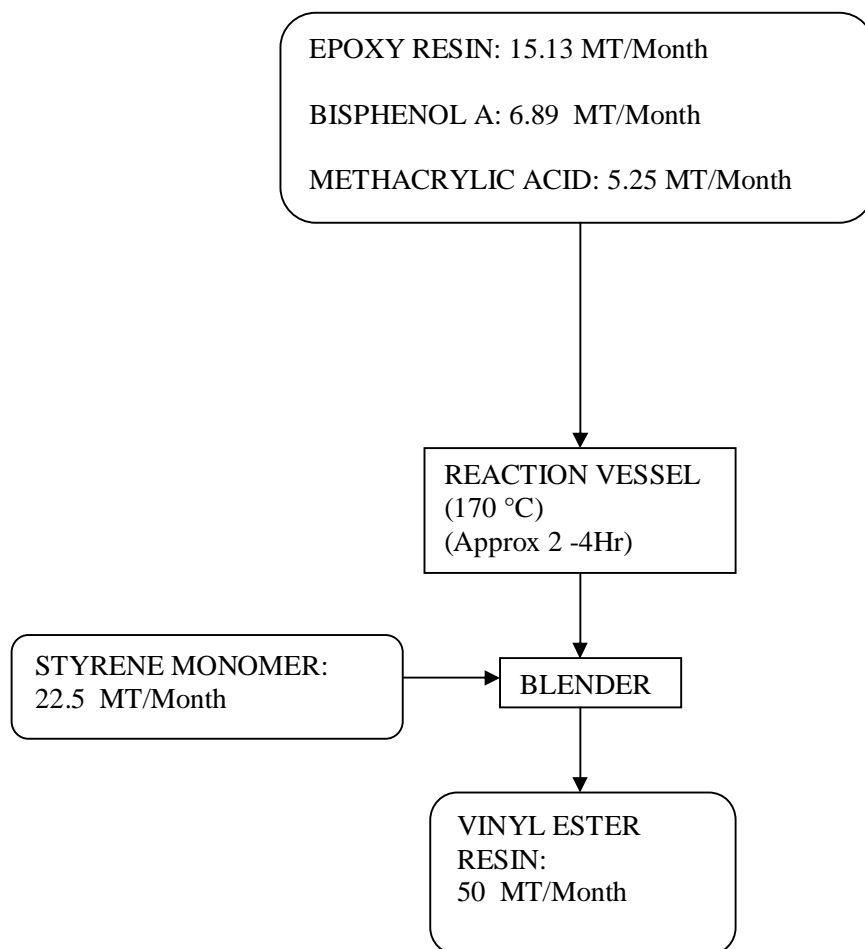 EPOXY RESIN: 15.13 MT/Month
BISPHENOL A: 6.89  MT/Month
METHACRYLIC ACID: 5.25 MT/Month
REACTION VESSEL
(170 °C)
(Approx 2 -4Hr)
STYRENE MONOMER:
22.5  MT/Month
BLENDER
VINYL ESTER
RESIN:
50  MT/Month